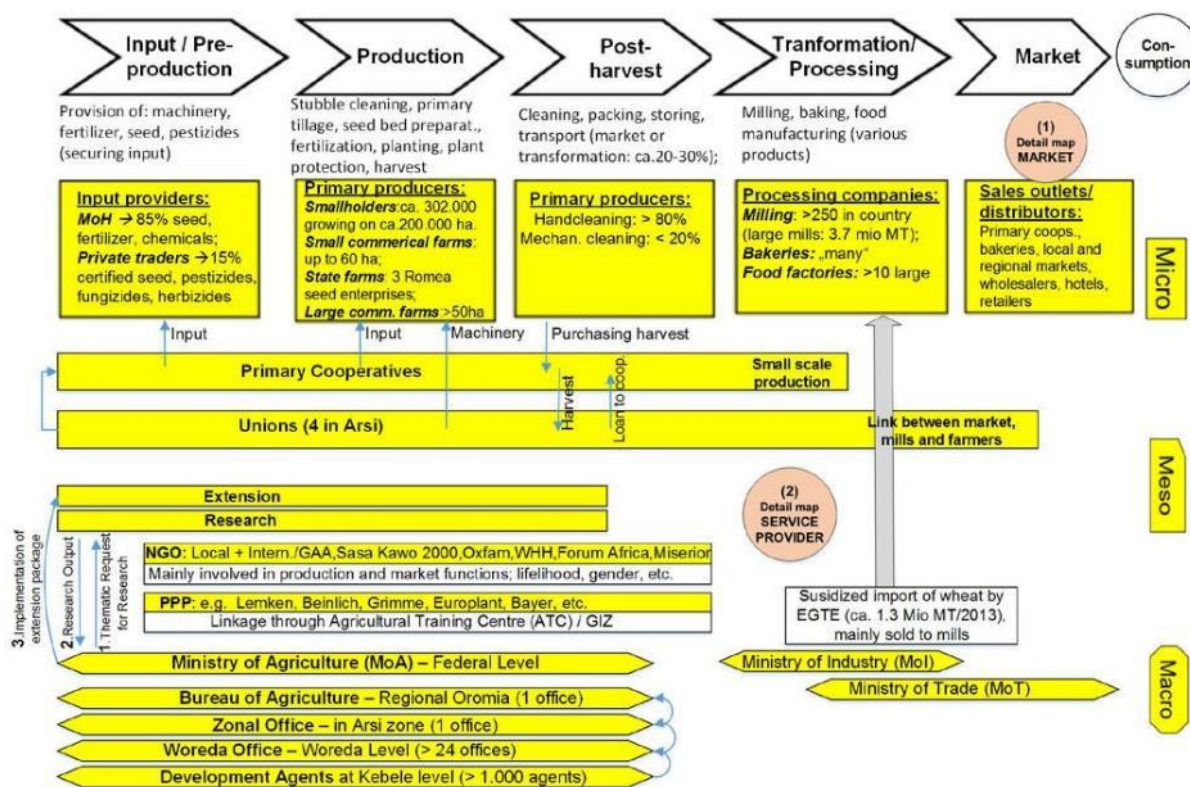 Input / Pre-
production
Production
Post-
harvest
Tranformation/
Processing
Market
Con-
sumption
Provision of: machinery,
fertilizer, seed, pestizides
(securing input)
Stubble cleaning, primary
tillage, seed bed preparat.,
fertilization, planting, plant
protection, harvest
Cleaning, packing, storing,
transport (market or
transformation: ca.20-30%);
Milling, baking, food
manufacturing (various
products)
(1)
Detail map
MARKET
Input providers:
MoH → 85% seed,
fertilizer, chemicals;
Private traders → 15%
certified seed, pestizides,
fungizides, herbizides
Primary producers:
Smallholders:ca. 302.000
growing on ca.200.000 ha.
Small commerical farms:
up to 60 ha;
State farms: 3 Romea
seed enterprises;
Large comm. farms:>50ha
Primary producers:
Handcleaning: > 80%
Mechan. cleaning: < 20%
Processing companies:
Milling: >250 in country
(large mills: 3.7 mio MT);
Bakeries: „many"
Food factories: >10 large
Sales outlets/
distributors:
Primary coops.,
bakeries, local and
regional markets,
wholesalers, hotels,
retailers
Micro
Input
Input
Machinery
Purchasing harvest
Primary Cooperatives
Small scale
production
Harvest
Loan to coop.
Unions (4 in Arsi)
Link between market,
mills and farmers
Meso
Extension
Research
(2)
Detail map
SERVICE
PROVIDER
3.Implementation of
extension package
2.Research Output
1.Thematic Request
for Research
NGO: Local + Intern./GAA,Sasa Kawo 2000,Oxfam,WHH,Forum Africa,Miserior
Mainly involved in production and market functions; lifelihood, gender, etc.
PPP: e.g. Lemken, Beinlich, Grimme, Europlant, Bayer, etc.
Linkage through Agricultural Training Centre (ATC) / GIZ
Susidized import of wheat by
EGTE (ca. 1.3 Mio MT/2013),
mainly sold to mills
Ministry of Agriculture (MoA) – Federal Level
Ministry of Industry (MoI)
Ministry of Trade (MoT)
Macro
Bureau of Agriculture – Regional Oromia (1 office)
Zonal Office – in Arsi zone (1 office)
Woreda Office – Woreda Level (> 24 offices)
Development Agents at Kebele level (> 1.000 agents)